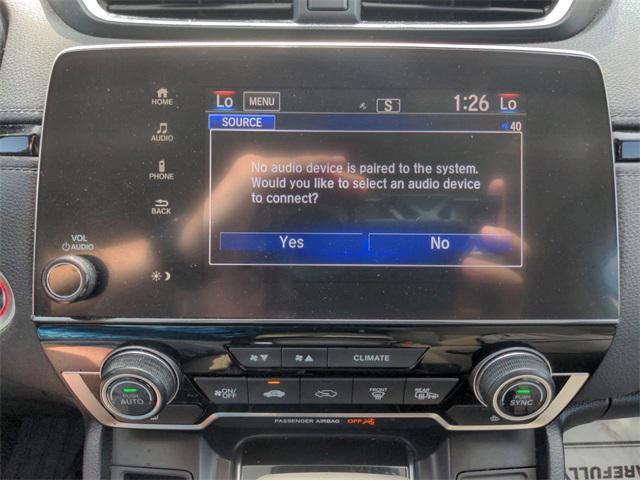 HOME
AUDIO
PHONE
BACK
VOL
AUDIO
Lo MENU S 1:26 Lo
SOURCE 40
No audio device is paired to the system.
Would you like to select an audio device
to connect?
Yes No
CLIMATE
PUSH
AUTO
ON/
OFF
FRONT
REAR
PUSH
SYNC
PASSENGER AIRBAG OFF
CAREFULL